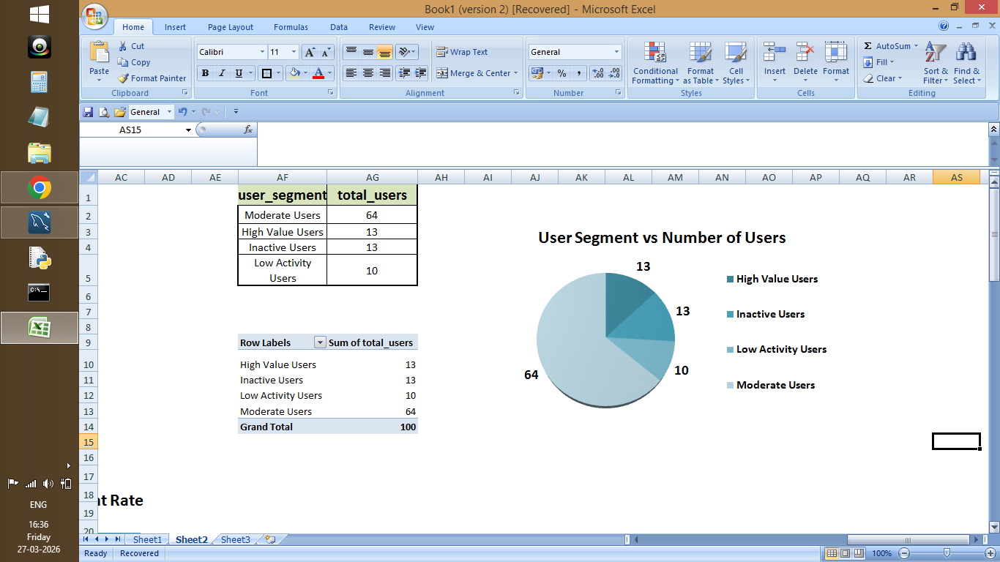 Book1 (version 2) [Recovered] - Microsoft Excel
Home Insert Page Layout Formulas Data Review View
Paste
Cut
Copy
Format Painter
Clipboard
Calibri 11
B I U A
Font
Wrap Text
Merge & Center
Alignment
General
% ,
Number
Conditional Formatting
Format as Table
Cell Styles
Styles
Insert Delete Format
Cells
Σ AutoSum
Fill
Clear
Sort & Filter
Find & Select
Editing
General
AS15 fx
AC AD AE AF AG AH AI AJ AK AL AM AN AO AP AQ AR AS
1 user_segment total_users
2 Moderate Users 64
3 High Value Users 13
4 Inactive Users 13
5 Low Activity Users 10
6
7
8
9 Row Labels Sum of total_users
10 High Value Users 13
11 Inactive Users 13
12 Low Activity Users 10
13 Moderate Users 64
14 Grand Total 100
15
16
17
18
19
20
nt Rate
User Segment vs Number of Users
13
13
10
64
High Value Users
Inactive Users
Low Activity Users
Moderate Users
Sheet1 Sheet2 Sheet3
Ready Recovered 100%
C:\
ENG
16:36
Friday
27-03-2026